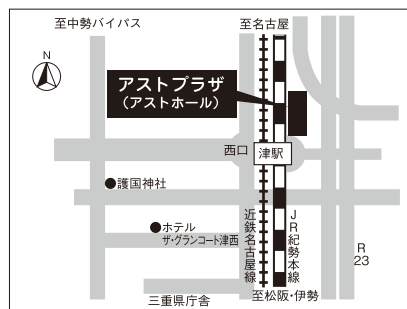 至中勢バイパス
至名古屋
N
アストプラザ
(アストホール)
西口
津駅
護国神社
ホテル
ザ・グランコート津西
近鉄名古屋線
JR紀勢本線
R
23
三重県庁舎
至松阪・伊勢